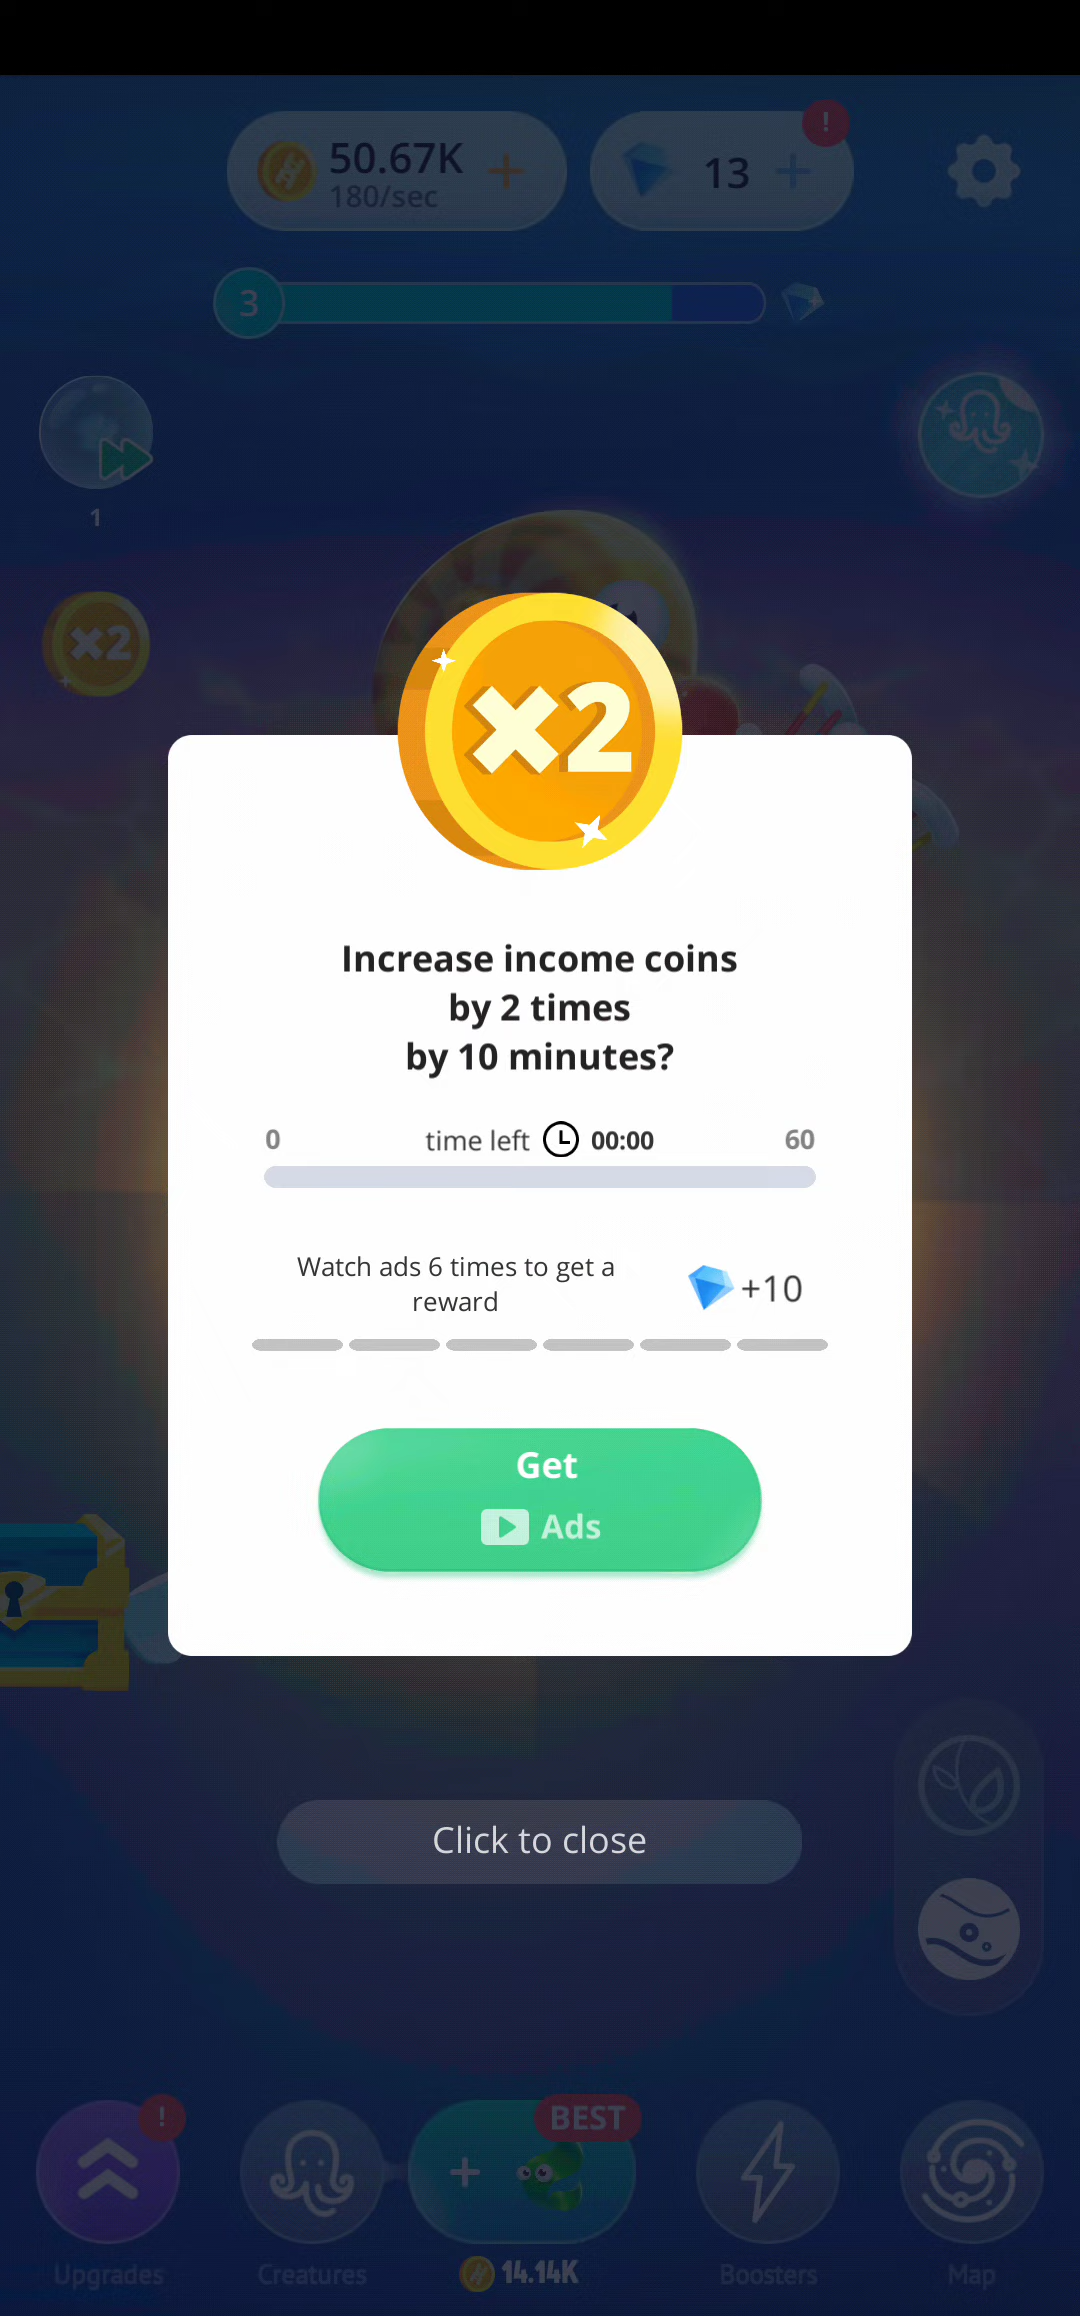 50.67K
180/sec
13
!
3
1
×2
×2
Increase income coins
by 2 times
by 10 minutes?
0
time left 00:00
60
Watch ads 6 times to get a
reward
+10
Get
Ads
Click to close
!
BEST
+
Upgrades
Creatures
14.14K
Boosters
Map